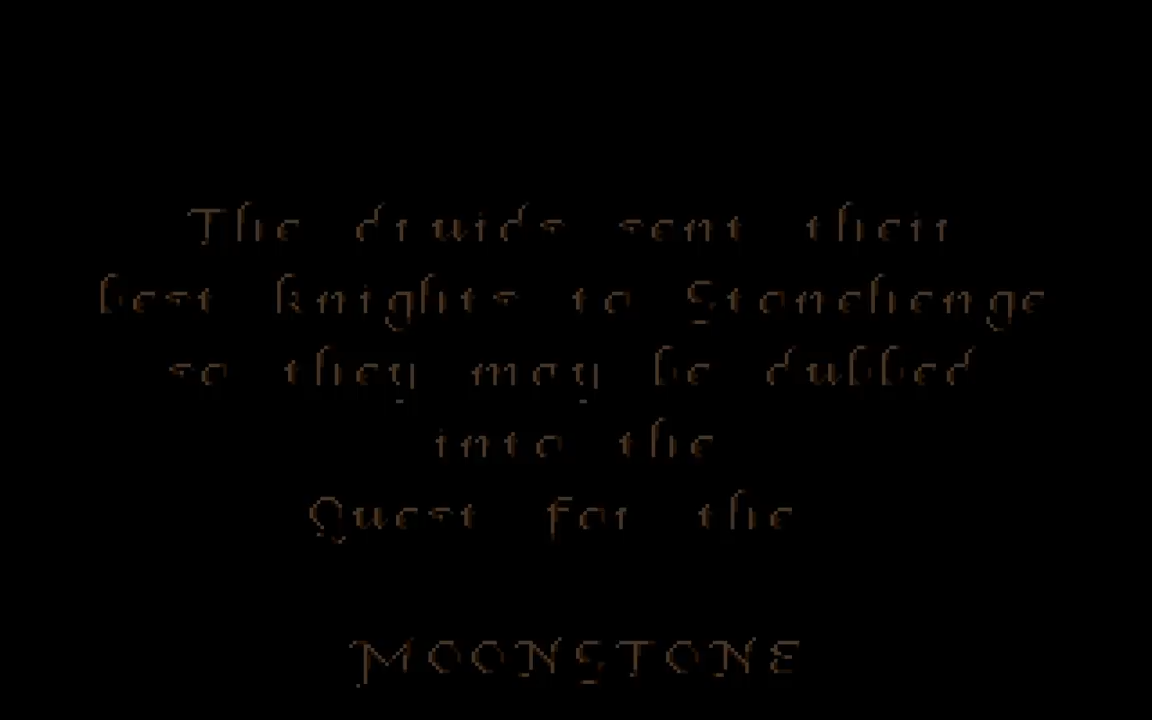 The druids sent their
best knights to Stonehenge
so they may be dubbed
into the
Quest for the
MOONSTONE